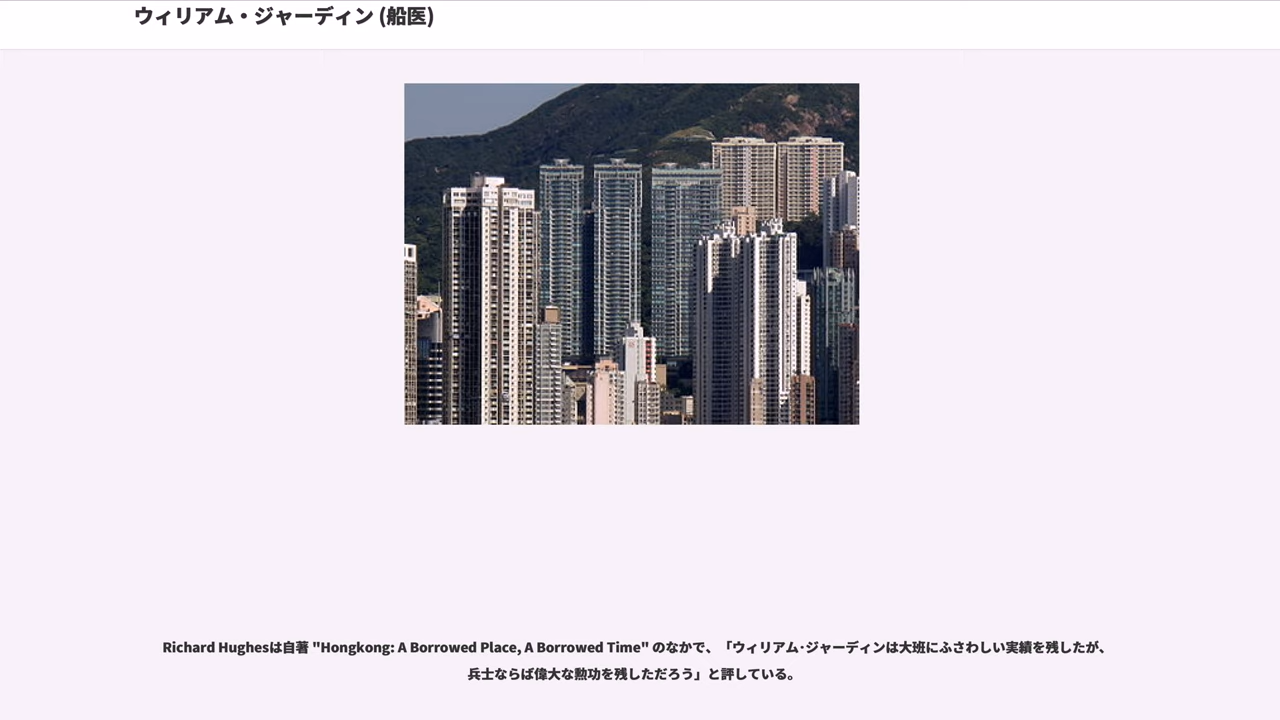 ウィリアム・ジャーディン (船医)
Richard Hughesは自著 "Hongkong: A Borrowed Place, A Borrowed Time" のなかで、「ウィリアム·ジャーディンは大班にふさわしい実績を残したが、
兵士ならば偉大な勲功を残しただろう」と評している。